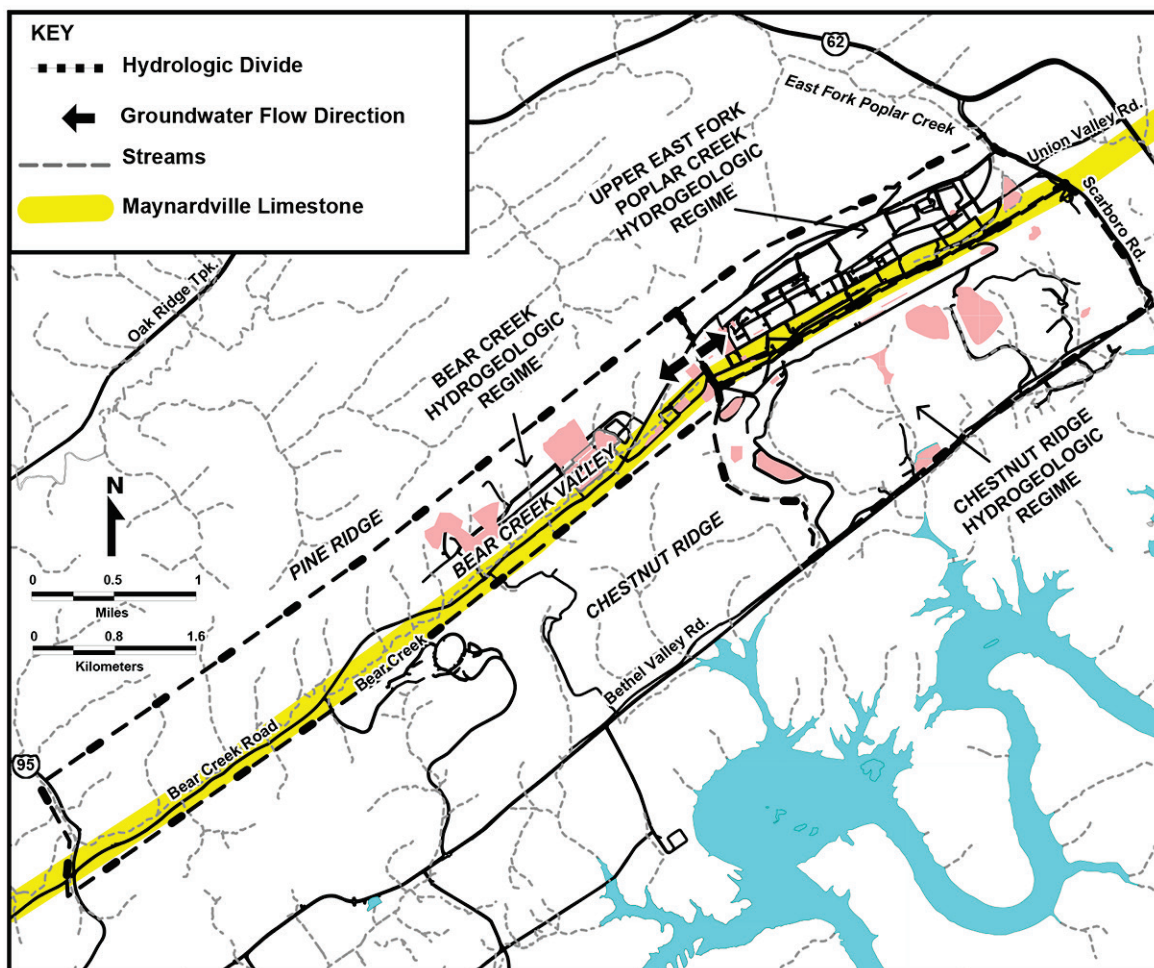 KEY
Hydrologic Divide
Groundwater Flow Direction
Streams
Maynardville Limestone
62
East Fork Poplar Creek
Union Valley Rd.
Scarboro Rd.
UPPER EAST FORK
POPLAR CREEK
HYDROGEOLOGIC
REGIME
Oak Ridge Tpk.
BEAR CREEK
HYDROGEOLOGIC
REGIME
BEAR CREEK VALLEY
PINE RIDGE
CHESTNUT RIDGE
CHESTNUT RIDGE
HYDROGEOLOGIC
REGIME
N
0 0.5 1
Miles
0 0.8 1.6
Kilometers
Bear Creek
Bethel Valley Rd.
Bear Creek Road
95